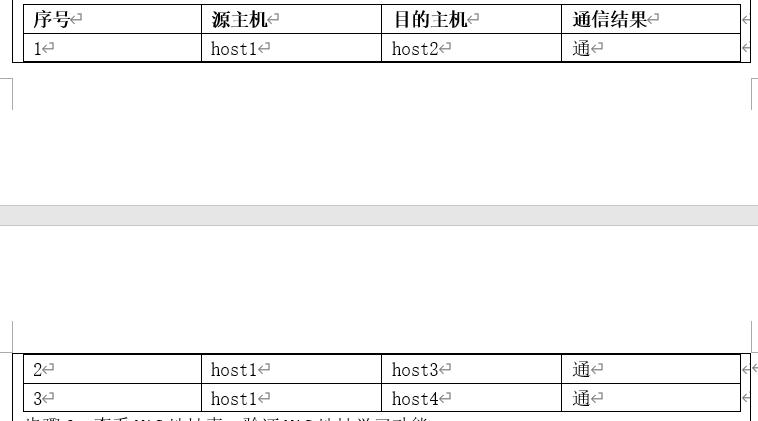 序号 源主机 目的主机 通信结果
1 host1 host2 通
2 host1 host3 通
3 host1 host4 通